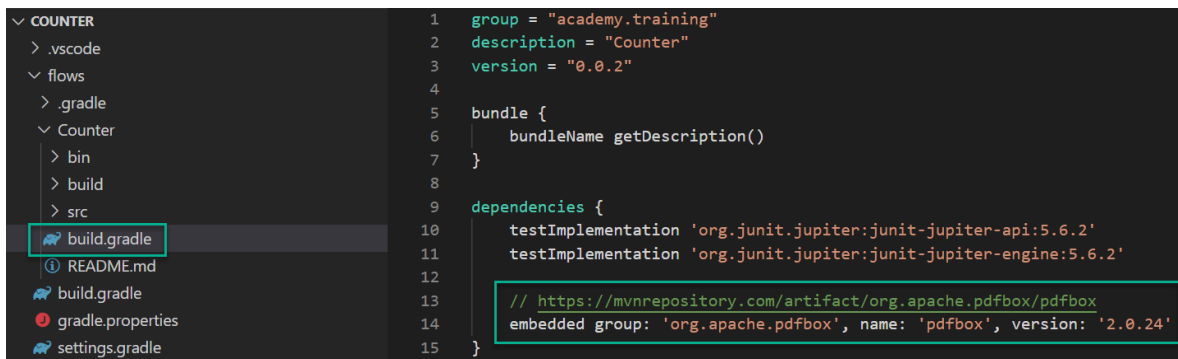 COUNTER
.vscode
flows
.gradle
Counter
bin
build
src
build.gradle
README.md
build.gradle
gradle.properties
settings.gradle
1 group = "academy.training"
2 description = "Counter"
3 version = "0.0.2"
4
5 bundle {
6 bundleName getDescription()
7 }
8
9 dependencies {
10 testImplementation 'org.junit.jupiter:junit-jupiter-api:5.6.2'
11 testImplementation 'org.junit.jupiter:junit-jupiter-engine:5.6.2'
12
13 // https://mvnrepository.com/artifact/org.apache.pdfbox/pdfbox
14 embedded group: 'org.apache.pdfbox', name: 'pdfbox', version: '2.0.24'
15 }